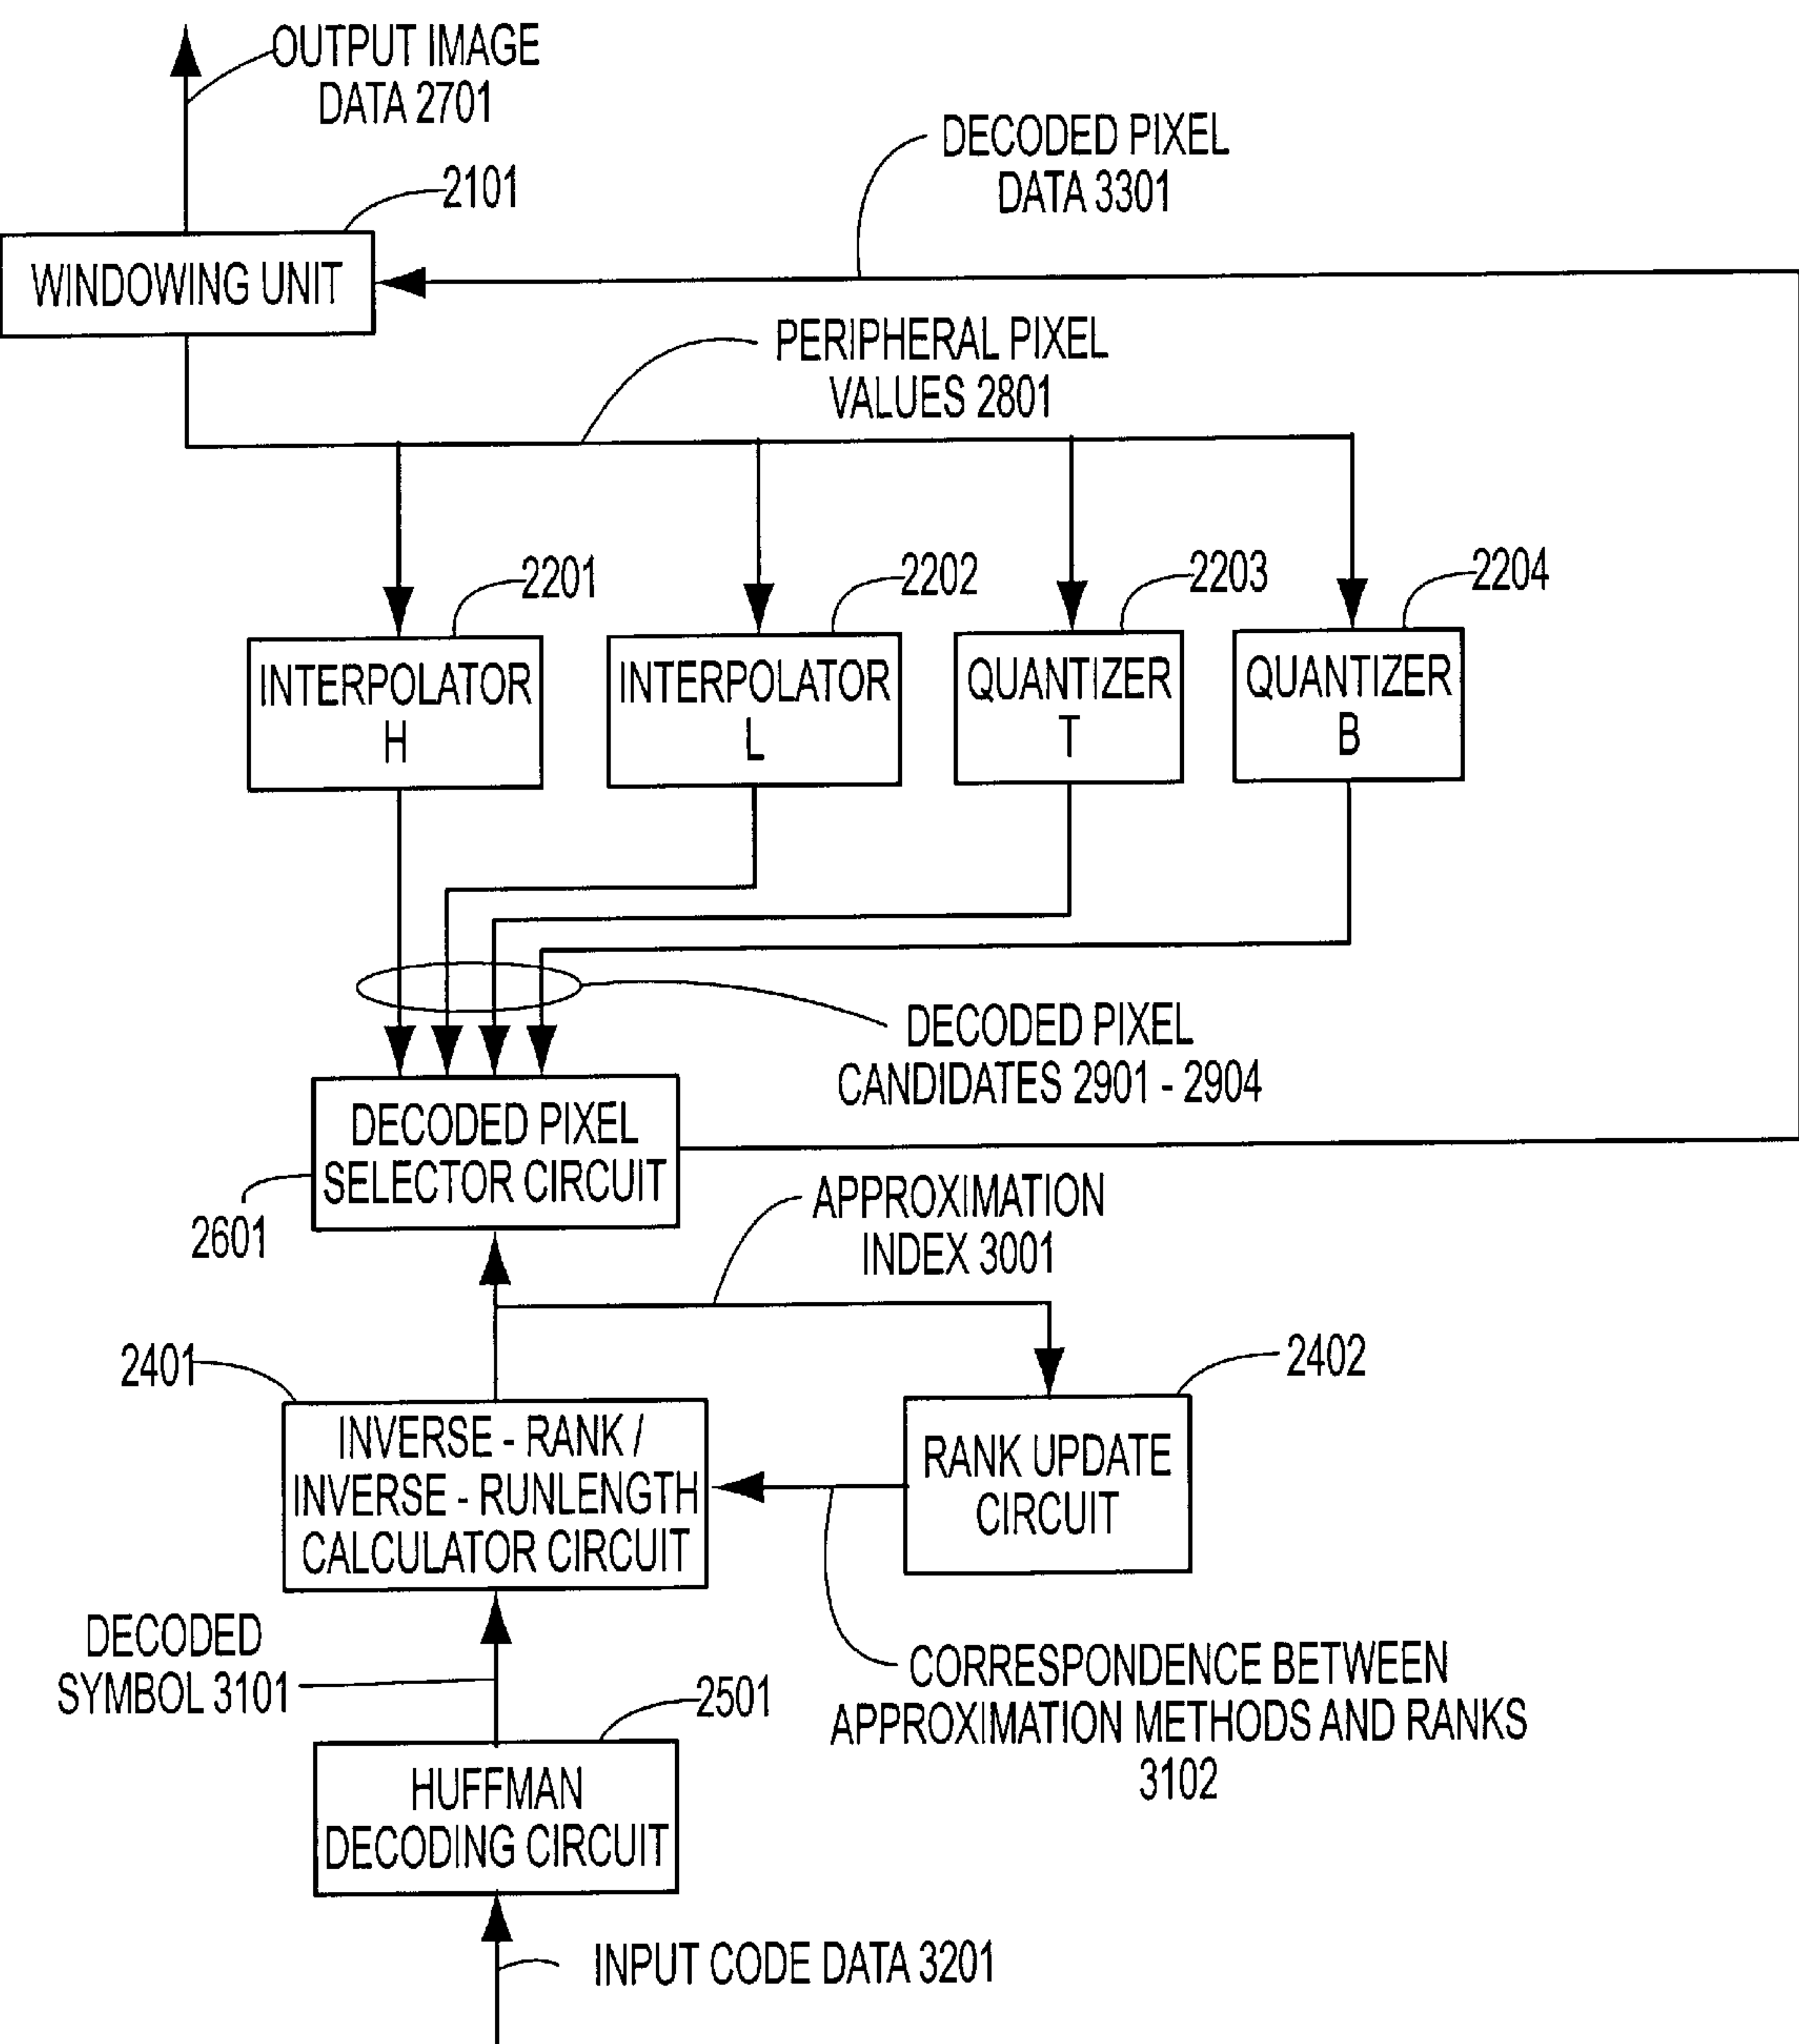 OUTPUT IMAGE
DATA 2701
DECODED PIXEL
DATA 3301
2101
WINDOWING UNIT
PERIPHERAL PIXEL
VALUES 2801
2201
2202
2203
2204
INTERPOLATOR
H
INTERPOLATOR
L
QUANTIZER
T
QUANTIZER
B
DECODED PIXEL
CANDIDATES 2901 - 2904
DECODED PIXEL
SELECTOR CIRCUIT
2601
APPROXIMATION
INDEX 3001
2401
2402
INVERSE - RANK /
INVERSE - RUNLENGTH
CALCULATOR CIRCUIT
RANK UPDATE
CIRCUIT
DECODED
SYMBOL 3101
CORRESPONDENCE BETWEEN
APPROXIMATION METHODS AND RANKS
3102
2501
HUFFMAN
DECODING CIRCUIT
INPUT CODE DATA 3201